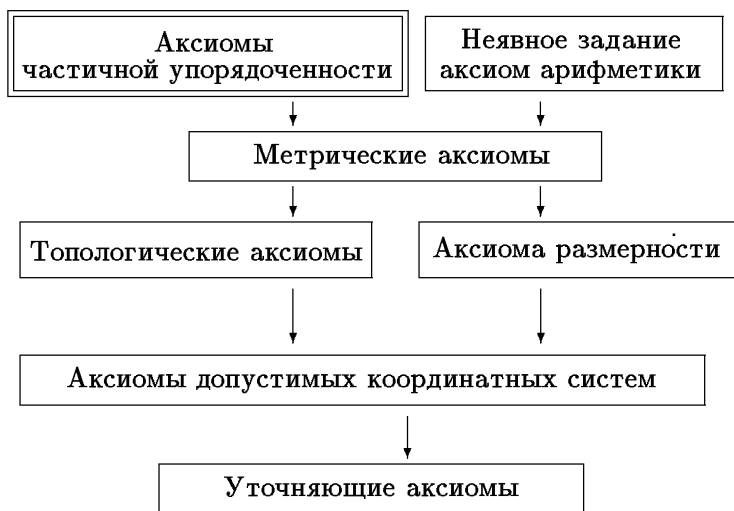 Аксиомы
частичной упорядоченности
Неявное задание
аксиом арифметики
Метрические аксиомы
Топологические аксиомы
Аксиома размерности
Аксиомы допустимых координатных систем
Уточняющие аксиомы